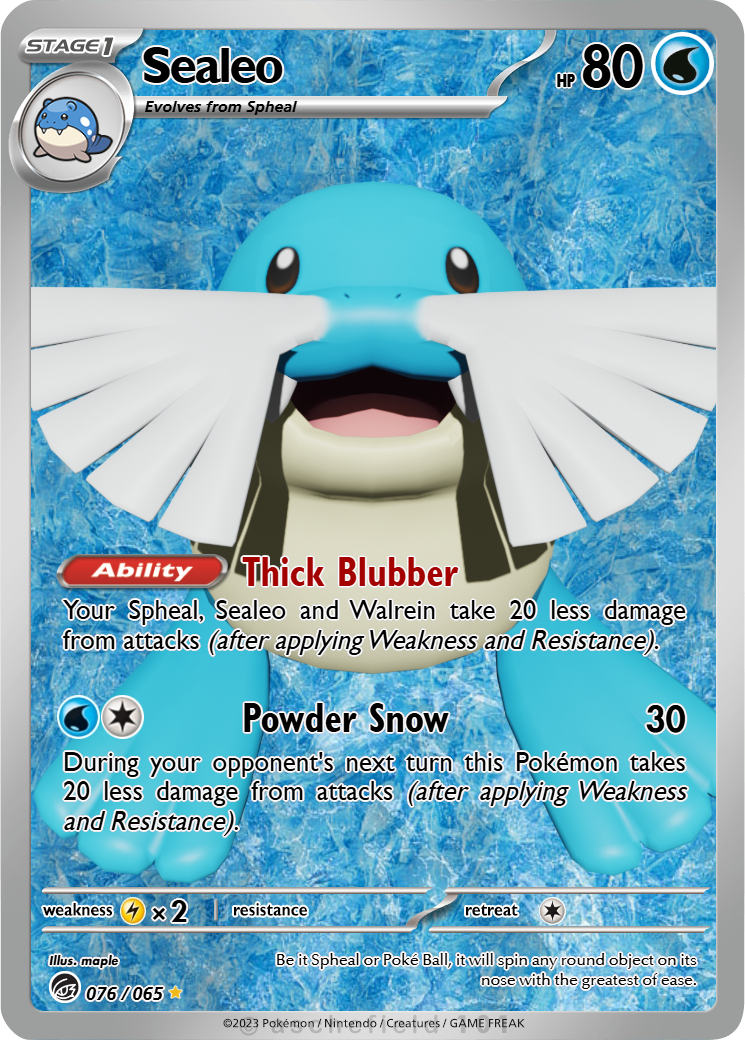 STAGE1
Sealeo
HP 80
Evolves from Spheal
Ability Thick Blubber
Your Spheal, Sealeo and Walrein take 20 less damage
from attacks (after applying Weakness and Resistance).
Powder Snow 30
During your opponent's next turn this Pokémon takes
20 less damage from attacks (after applying Weakness
and Resistance).
weakness ×2 resistance retreat
Illus. maple
Be it Spheal or Poké Ball, it will spin any round object on its
nose with the greatest of ease.
076/065
©2023 Pokémon / Nintendo / Creatures / GAME FREAK